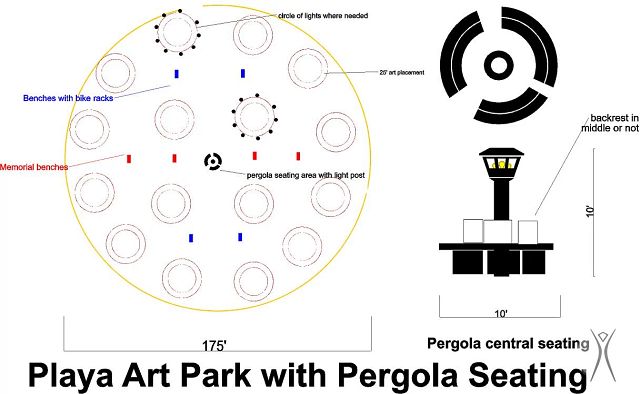 circle of lights where needed
25' art placement
Benches with bike racks
backrest in
middle or not
Memorial benches
pergola seating area with light post
10'
10'
175'
Pergola central seating
Playa Art Park with Pergola Seating